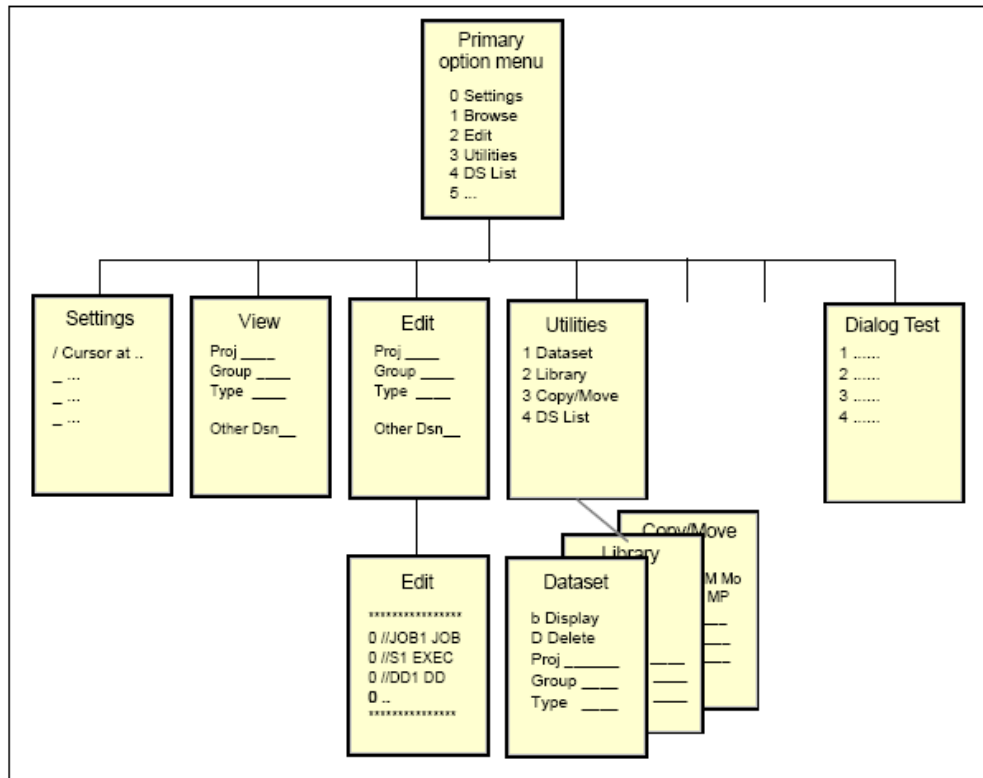 Primary
option menu
0 Settings
1 Browse
2 Edit
3 Utilities
4 DS List
5 ...
Settings
/ Cursor at ..
_ ...
_ ...
_ ...
View
Proj ____
Group ____
Type ____
Other Dsn__
Edit
Proj ____
Group ____
Type ____
Other Dsn__
Utilities
1 Dataset
2 Library
3 Copy/Move
4 DS List
Dialog Test
1 ......
2 ......
3 ......
4 ......
Edit
****************
0 //JOB1 JOB
0 //S1 EXEC
0 //DD1 DD
0 ..
***************
Dataset
b Display
D Delete
Proj _______
Group ____
Type ____
Library
Copy/Move
M Mo
MP